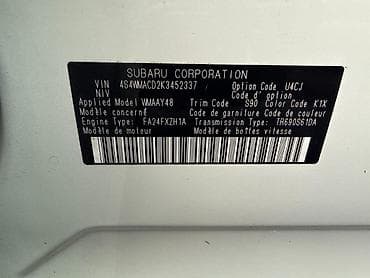 SUBARU CORPORATION
VIN 4S4WMACD2K3452337 Option Code U4CJ
NIV Code d'option
Applied Model VMAAY48 Trim Code S90 Color Code K1X
Modèle concerné Code de garniture Code de couleur
Engine Type FA24FXZH1A Transmission Type TR690S61DA
Modèle de moteur Modèle de boîtes vitesse